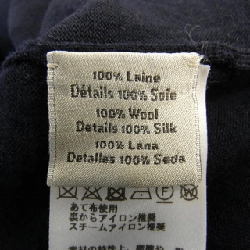 100% Laine
Détails 100% Soie
100% Wool
Details 100% Silk
100% Lana
Detalles 100% Seda
あて布使用
裏からアイロン推奨
スチームアイロン推奨